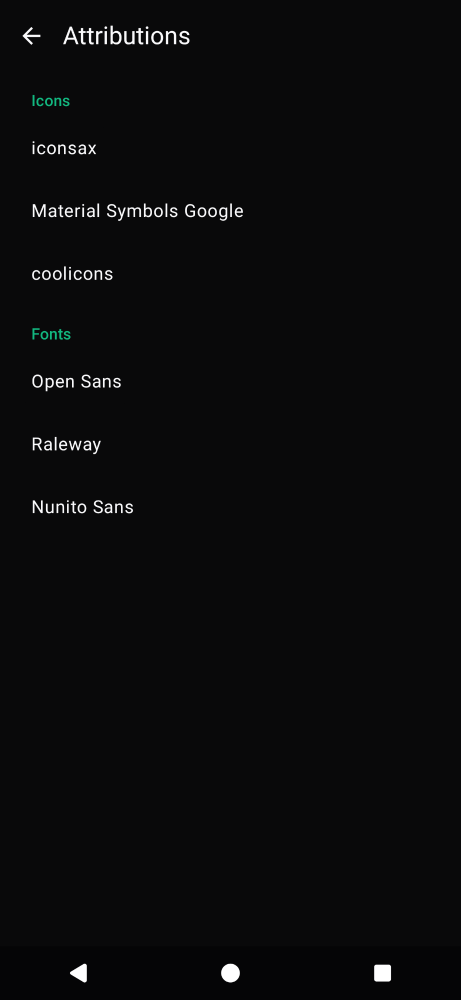 Attributions
Icons
iconsax
Material Symbols Google
coolicons
Fonts
Open Sans
Raleway
Nunito Sans